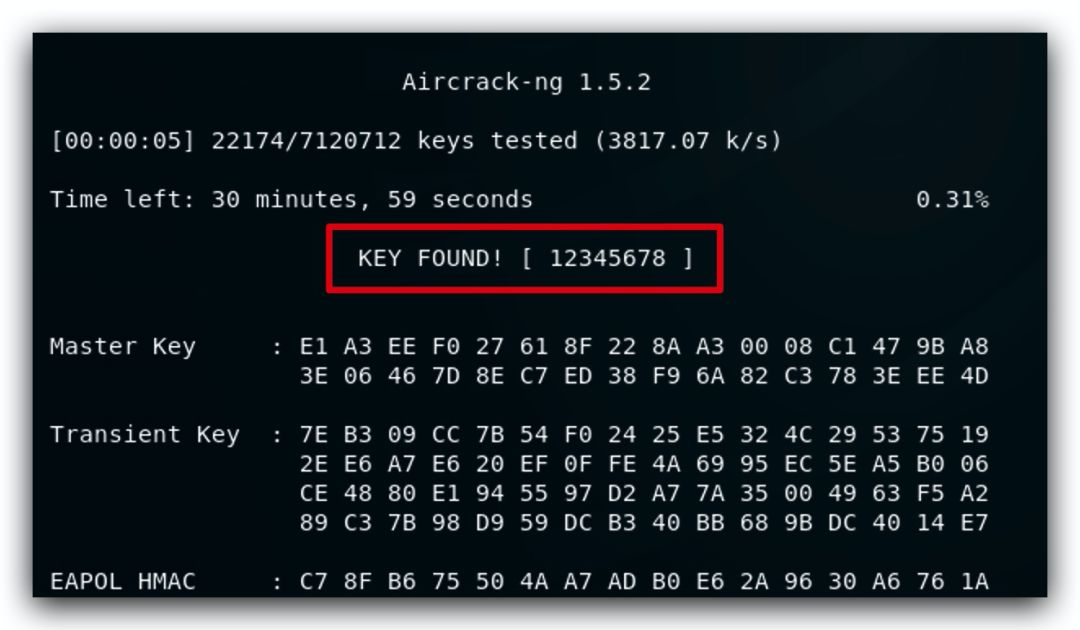 Aircrack-ng 1.5.2
[00:00:05] 22174/7120712 keys tested (3817.07 k/s)
Time left: 30 minutes, 59 seconds 0.31%
KEY FOUND! [ 12345678 ]
Master Key : E1 A3 EE F0 27 61 8F 22 8A A3 00 08 C1 47 9B A8
3E 06 46 7D 8E C7 ED 38 F9 6A 82 C3 78 3E EE 4D
Transient Key : 7E B3 09 CC 7B 54 F0 24 25 E5 32 4C 29 53 75 19
2E E6 A7 E6 20 EF 0F FE 4A 69 95 EC 5E A5 B0 06
CE 48 80 E1 94 55 97 D2 A7 7A 35 00 49 63 F5 A2
89 C3 7B 98 D9 59 DC B3 40 BB 68 9B DC 40 14 E7
EAPOL HMAC : C7 8F B6 75 50 4A A7 AD B0 E6 2A 96 30 A6 76 1A